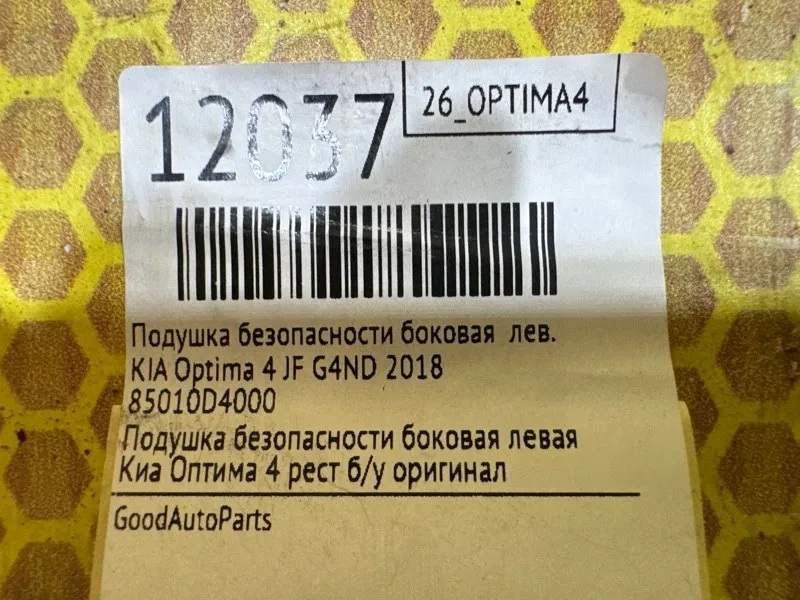 12037
26_OPTIMA4
Подушка безопасности боковая лев.
KIA Optima 4 JF G4ND 2018
85010D4000
Подушка безопасности боковая левая
Киа Оптима 4 рест б/у оригинал
GoodAutoParts